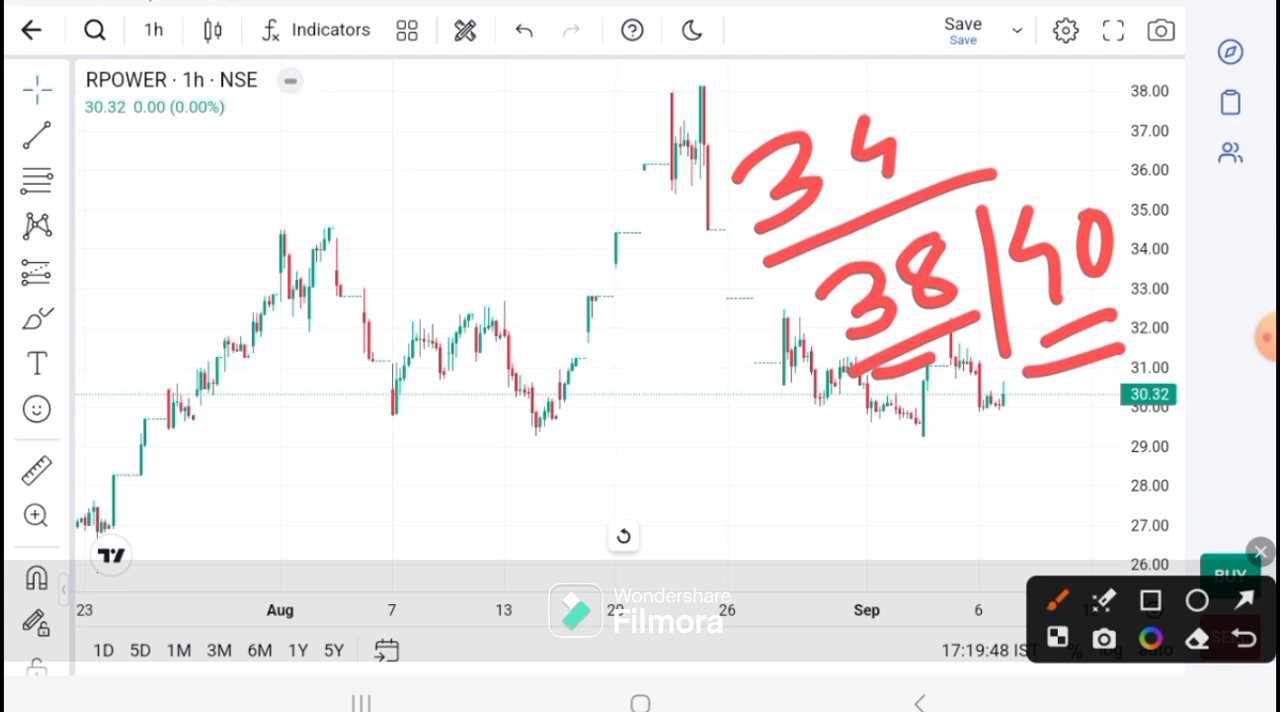 1h Indicators Save
Save
RPOWER · 1h · NSE
30.32 0.00 (0.00%)
38.00
37.00
36.00
35.00
34.00
33.00
32.00
31.00
30.32
30.00
29.00
28.00
27.00
26.00
34
38/40
BUY
23 Aug 7 13 26 Sep 6
Wondershare
Filmora
1D 5D 1M 3M 6M 1Y 5Y
17:19:48 IST % log auto